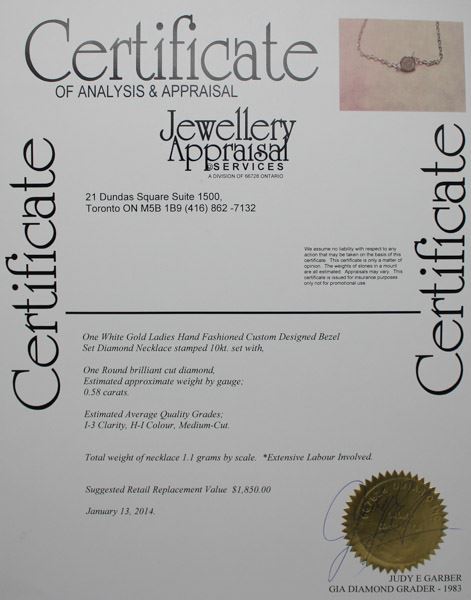 Certificate
OF ANALYSIS & APPRAISAL
Jewellery
Appraisal
SERVICES
A DIVISION OF 66728 ONTARIO
21 Dundas Square Suite 1500,
Toronto ON M5B 1B9 (416) 862 -7132
Certificate
Certificate
We assume no liability with respect to any
action that may be taken on the basis of this
certificate. This certificate is only a matter of
opinion. The weights of stones in a mount
are all estimated. Appraisals may vary. This
certificate is issued for insurance purposes
only not for promotional use
One White Gold Ladies Hand Fashioned Custom Designed Bezel
Set Diamond Necklace stamped 10kt. set with,
One Round brilliant cut diamond,
Estimated approximate weight by gauge;
0.58 carats.
Estimated Average Quality Grades;
I-3 Clarity, H-I Colour, Medium-Cut.
Total weight of necklace 1.1 grams by scale. *Extensive Labour Involved.
Suggested Retail Replacement Value $1,850.00
January 13, 2014.
JUDY E GARBER
GIA DIAMOND GRADER - 1983